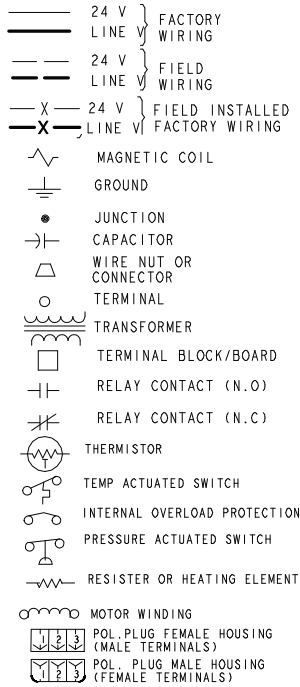 24 V
LINE V
FACTORY
WIRING
24 V
LINE V
FIELD
WIRING
X 24 V
X LINE V
FIELD INSTALLED
FACTORY WIRING
MAGNETIC COIL
GROUND
JUNCTION
CAPACITOR
WIRE NUT OR
CONNECTOR
TERMINAL
TRANSFORMER
TERMINAL BLOCK/BOARD
RELAY CONTACT (N.O)
RELAY CONTACT (N.C)
T
THERMISTOR
TEMP ACTUATED SWITCH
INTERNAL OVERLOAD PROTECTION
PRESSURE ACTUATED SWITCH
RESISTER OR HEATING ELEMENT
MOTOR WINDING
1 2 3
POL.PLUG FEMALE HOUSING
(MALE TERMINALS)
1 2 3
POL. PLUG MALE HOUSING
(FEMALE TERMINALS)